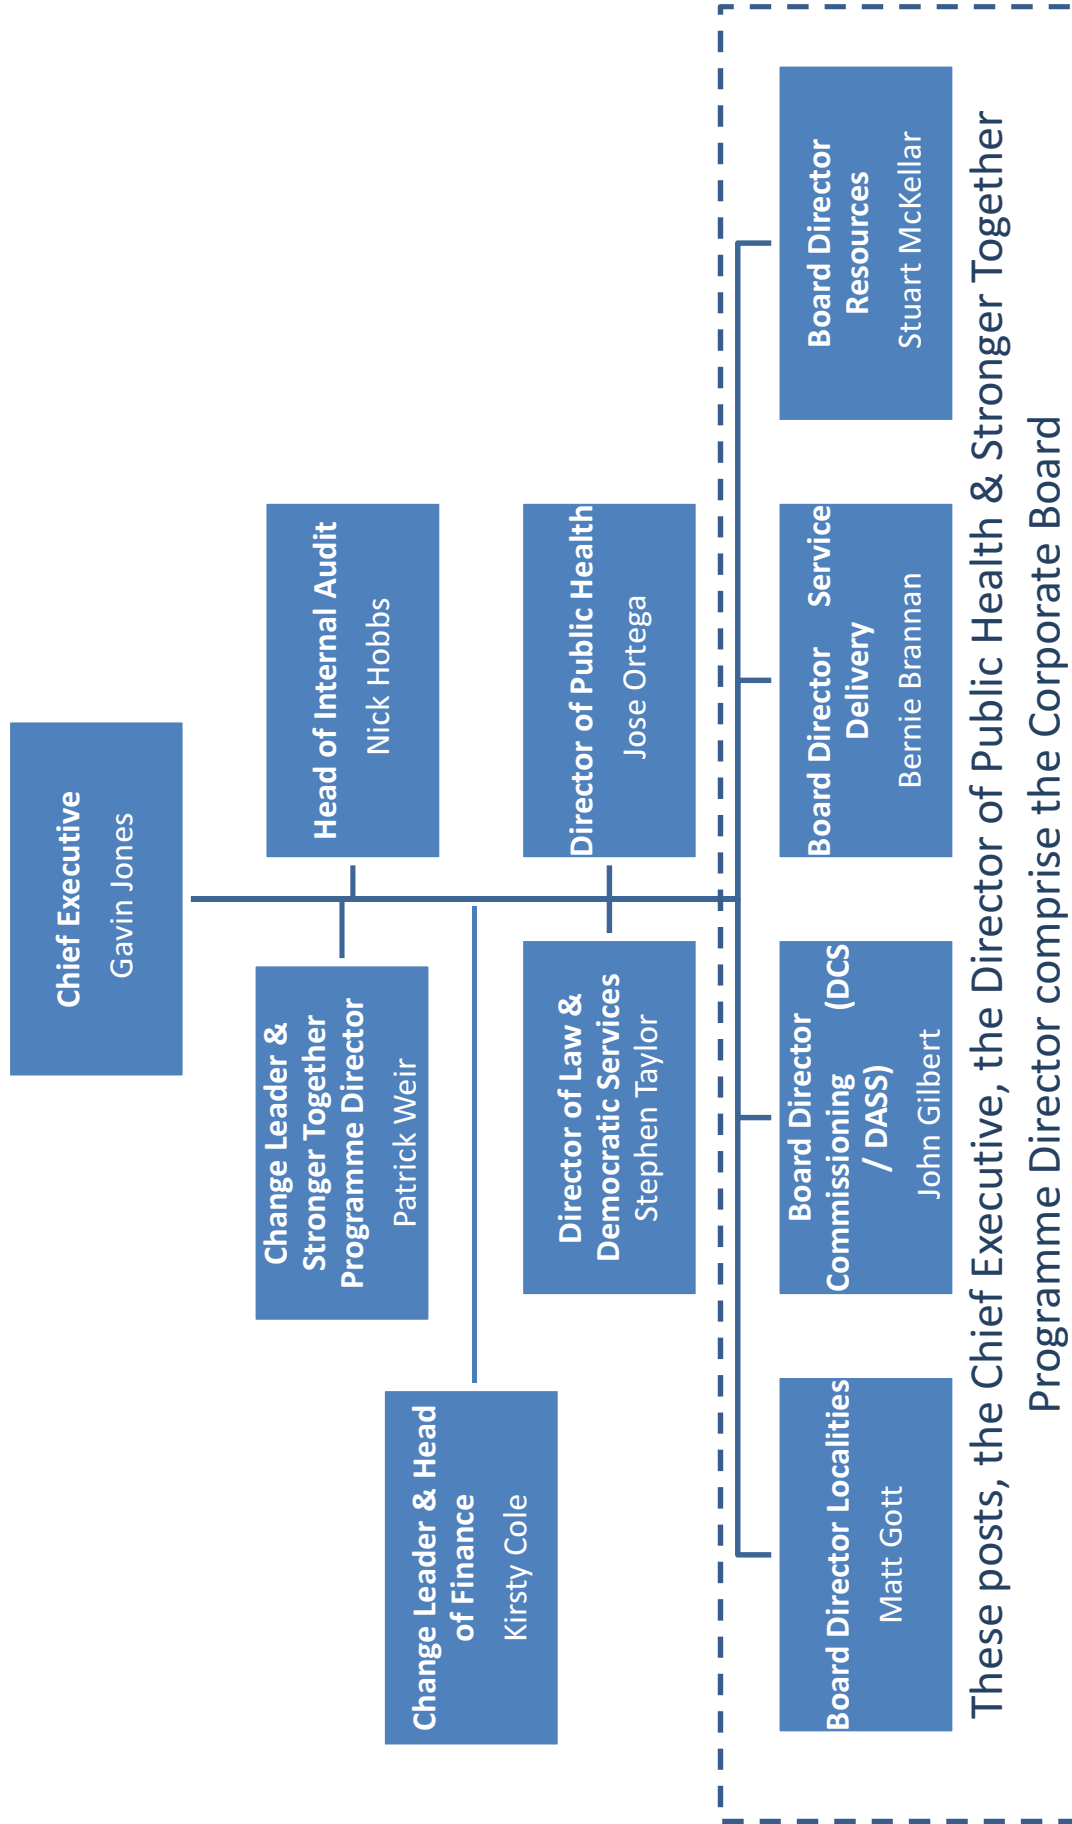 Chief Executive
Gavin Jones
Change Leader &
Stronger Together
Programme Director
Patrick Weir
Head of Internal Audit
Nick Hobbs
Change Leader & Head
of Finance
Kirsty Cole
Director of Law &
Democratic Services
Stephen Taylor
Director of Public Health
Jose Ortega
Board Director Localities
Matt Gott
Board Director
Commissioning (DCS
/ DASS)
John Gilbert
Board Director Service
Delivery
Bernie Brannan
Board Director
Resources
Stuart McKellar
These posts, the Chief Executive, the Director of Public Health & Stronger Together
Programme Director comprise the Corporate Board